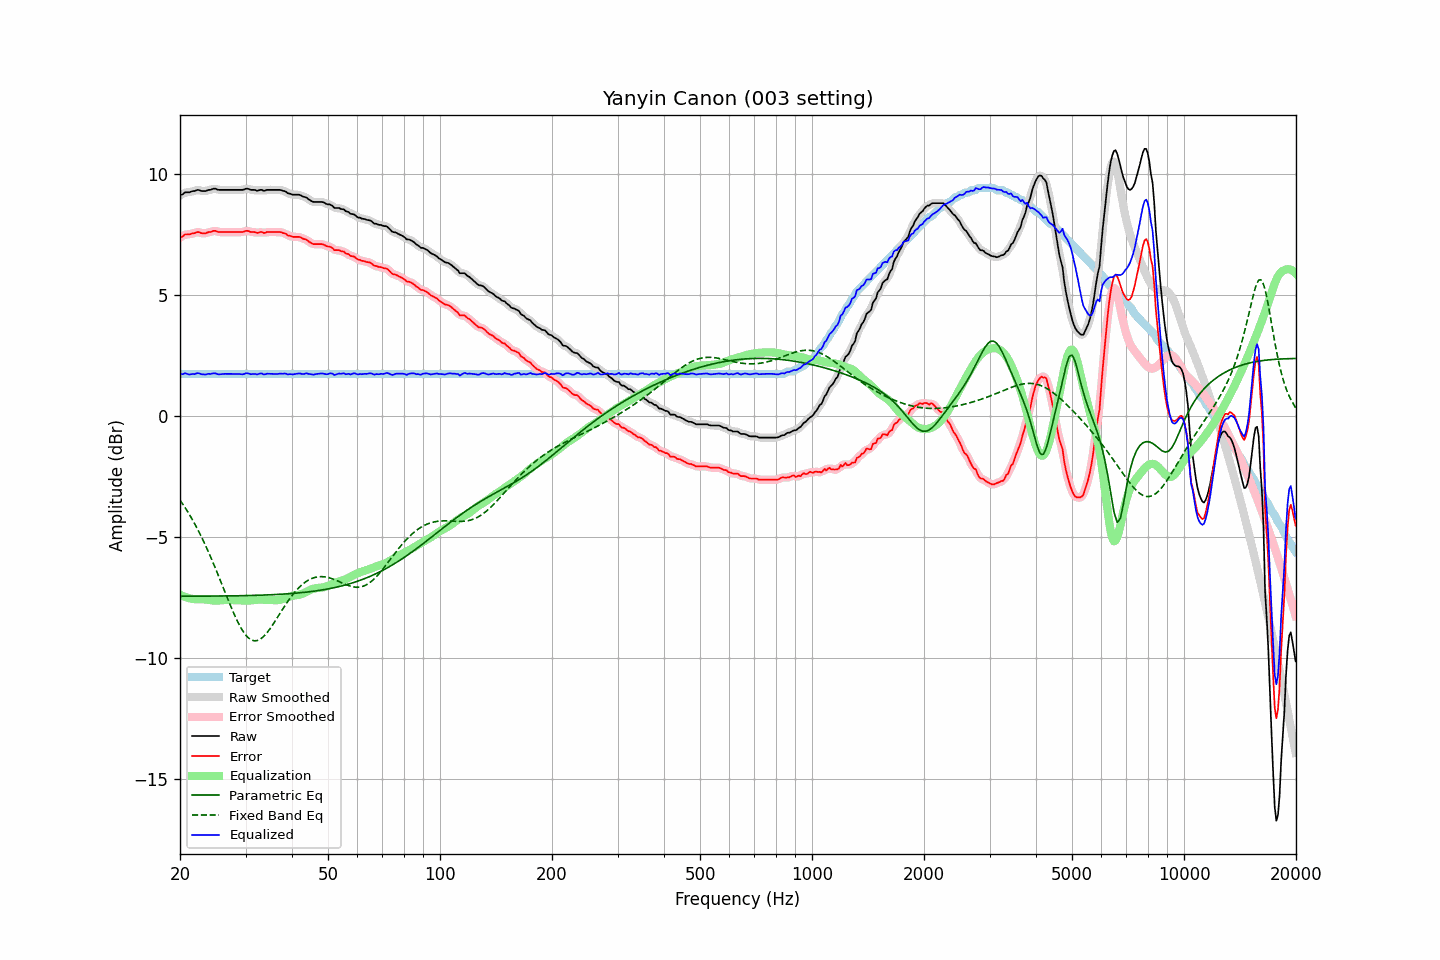 Yanyin Canon (003 setting)
Amplitude (dBr)
10
5
0
−5
−10
−15
Target
Raw Smoothed
Error Smoothed
Raw
Error
Equalization
Parametric Eq
Fixed Band Eq
Equalized
20 50 100 200 500 1000 2000 5000 10000 20000
Frequency (Hz)